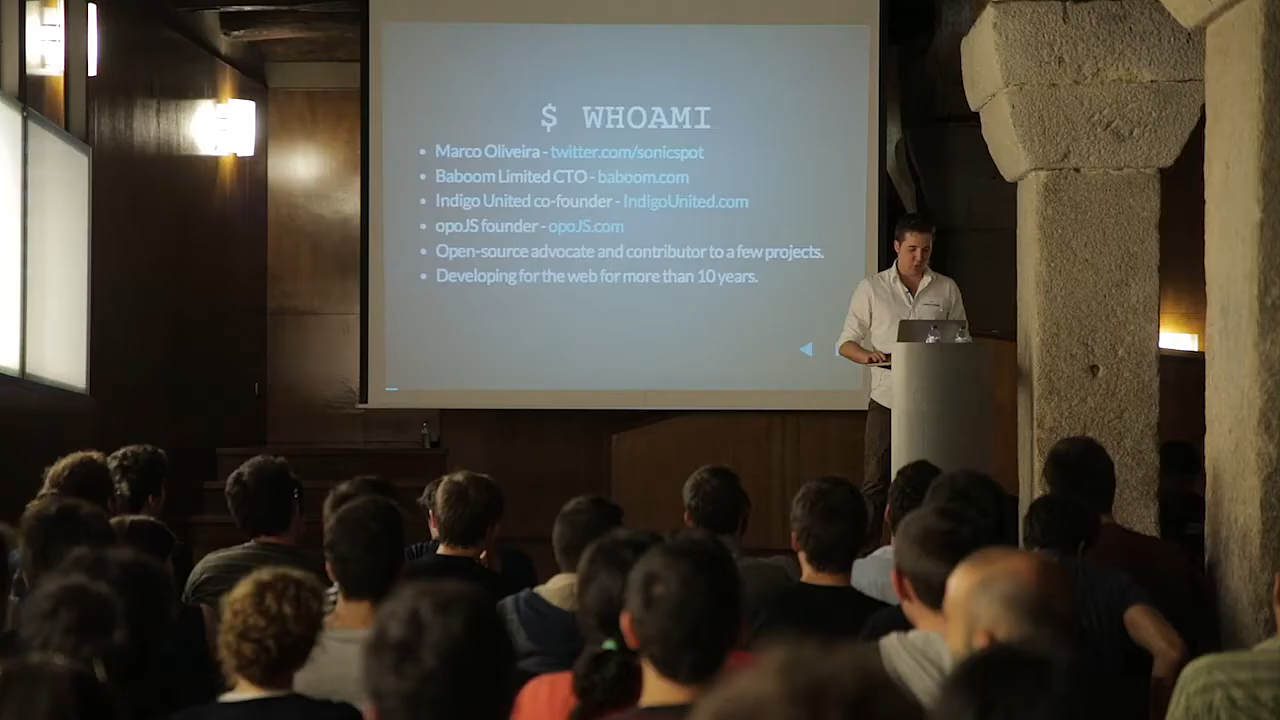 $ WHOAMI
Marco Oliveira - twitter.com/sonicspot
Baboom Limited CTO - baboom.com
Indigo United co-founder - IndigoUnited.com
opoJS founder - opoJS.com
Open-source advocate and contributor to a few projects.
Developing for the web for more than 10 years.